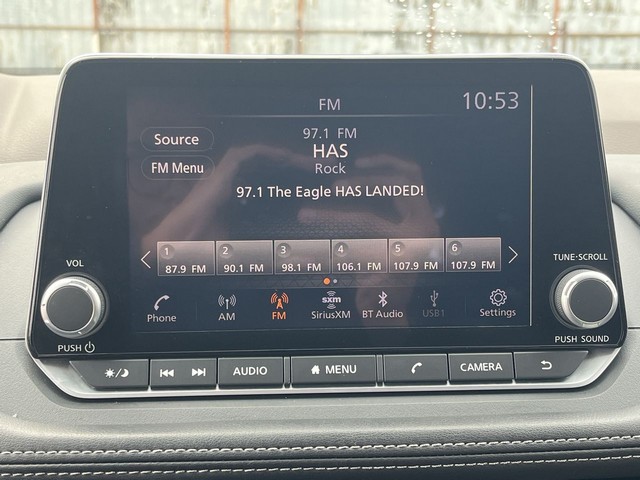 FM
10:53
Source
97.1 FM
HAS
FM Menu
Rock
97.1 The Eagle HAS LANDED!
1 2 3 4 5 6
87.9 FM 90.1 FM 98.1 FM 106.1 FM 107.9 FM 107.9 FM
Phone AM FM sxm SiriusXM BT Audio USB1 Settings
VOL
PUSH
TUNE·SCROLL
PUSH SOUND
AUDIO MENU CAMERA